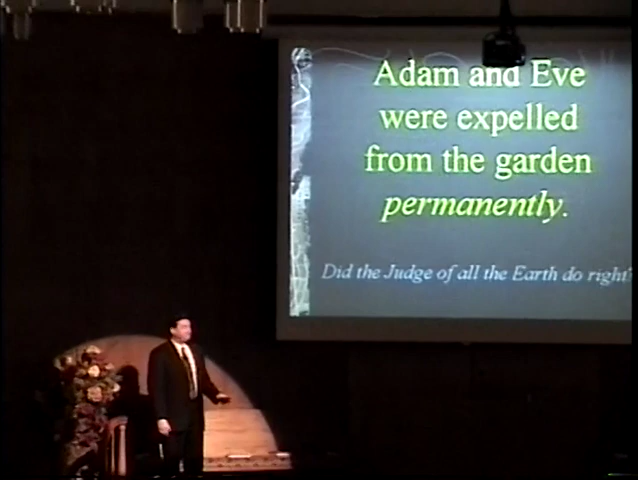 Adam and Eve
were expelled
from the garden
permanently.
Did the Judge of all the Earth do right?